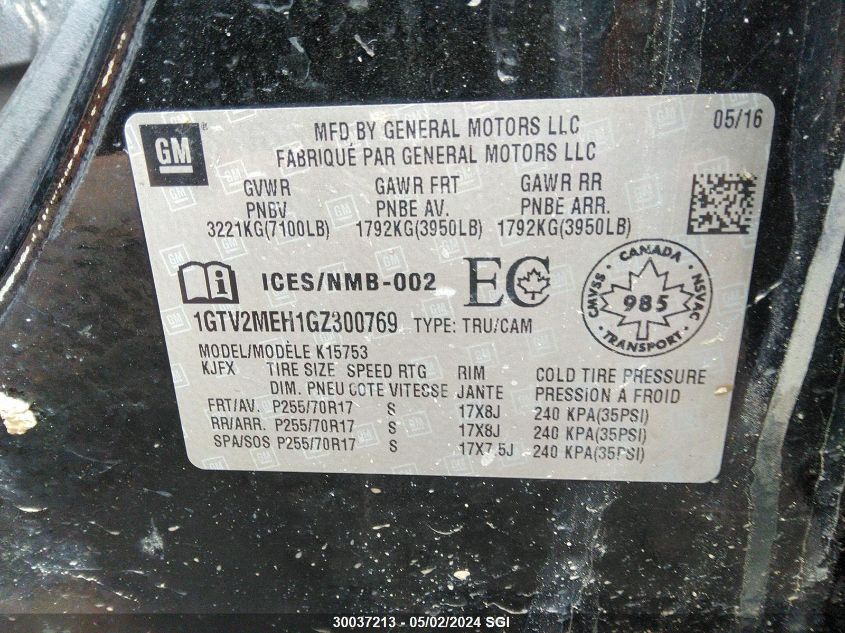 GM
MFD BY GENERAL MOTORS LLC 05/16
FABRIQUÉ PAR GENERAL MOTORS LLC
GVWR GAWR FRT GAWR RR
PNBV PNBE AV. PNBE ARR.
3221KG(7100LB) 1792KG(3950LB) 1792KG(3950LB)
ICES/NMB-002 EC
CANADA CMVSS NSVAC 985 TRANSPORT
1GTV2MEH1GZ300769 TYPE: TRU/CAM
MODEL/MODÈLE K15753
KJFX TIRE SIZE SPEED RTG RIM COLD TIRE PRESSURE
DIM. PNEU COTE VITESSE JANTE PRESSION À FROID
FRT/AV. P255/70R17 S 17X8J 240 KPA(35PSI)
RR/ARR. P255/70R17 S 17X8J 240 KPA(35PSI)
SPA/SOS P255/70R17 S 17X7.5J 240 KPA(35PSI)
30037213 - 05/02/2024 SGI